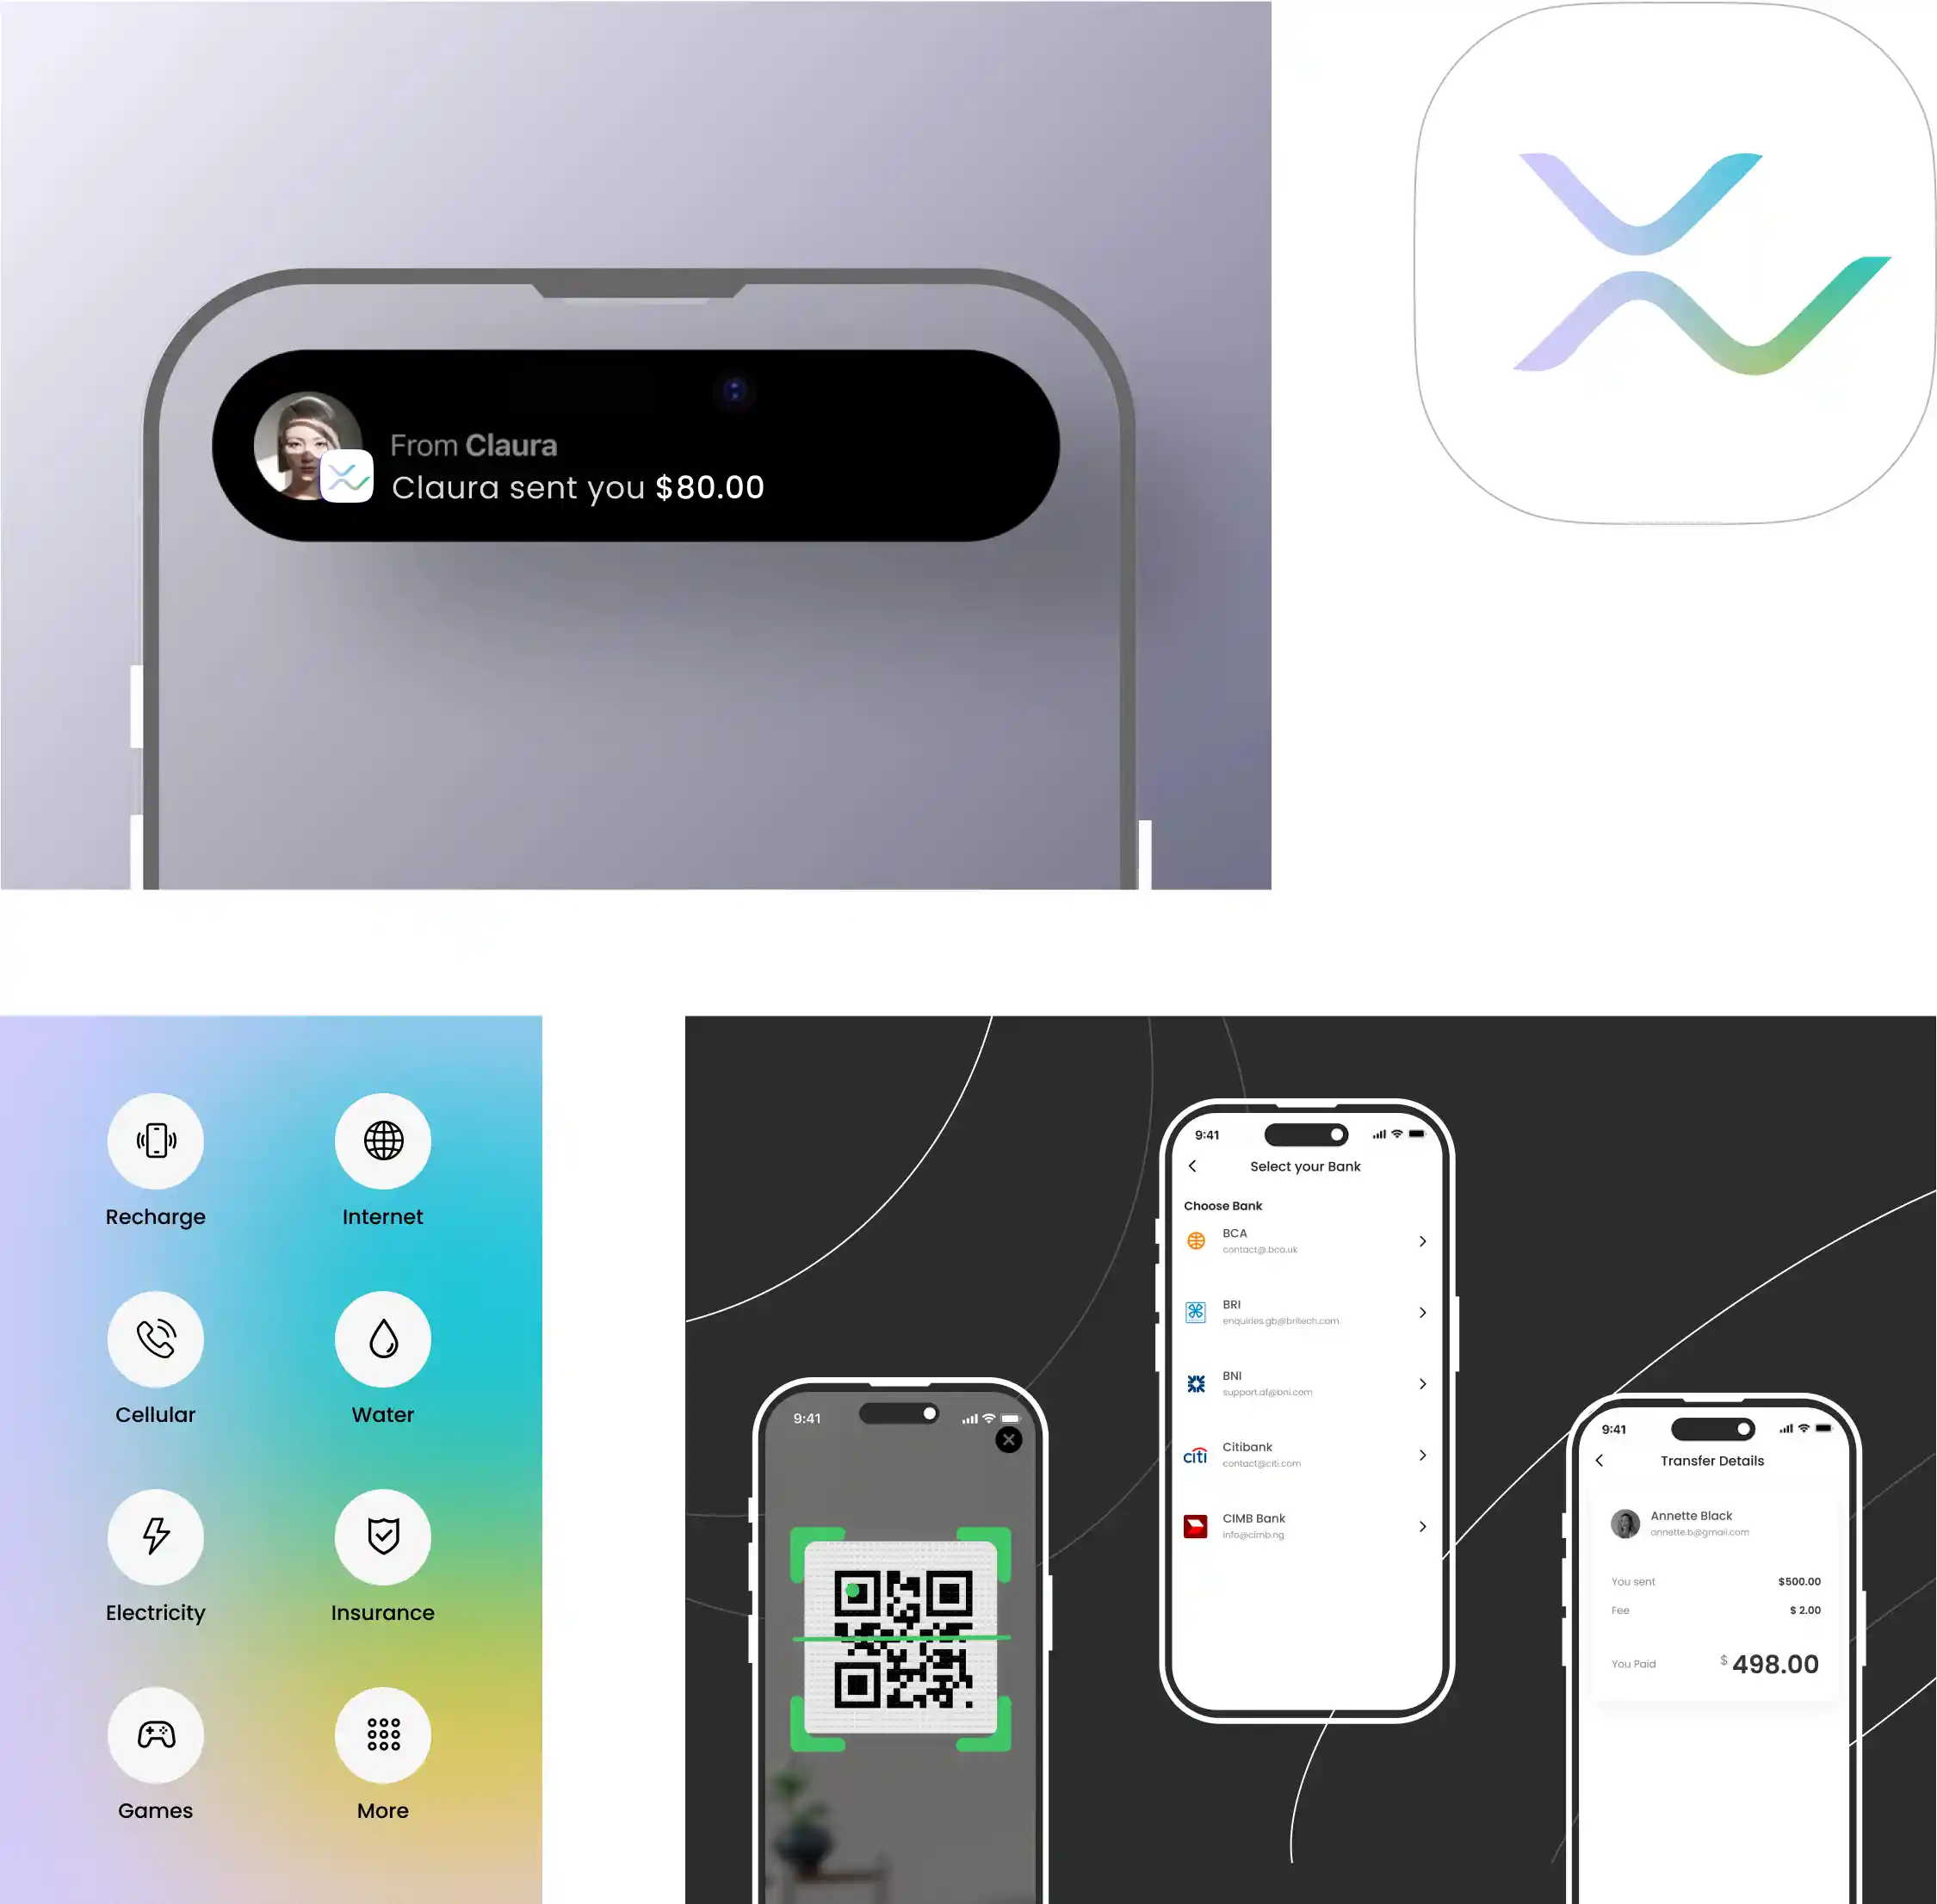 From Claura
Claura sent you $80.00
Recharge
Internet
Cellular
Water
Electricity
Insurance
Games
More
9:41
9:41
Select your Bank
Choose Bank
BCA
contact@.bca.uk
BRI
enquiries.gb@britech.com
BNI
support.af@bni.com
citi
Citibank
contact@citi.com
CIMB Bank
info@cimb.ng
9:41
Transfer Details
Annette Black
annette.b@gmail.com
You sent
$500.00
Fee
$ 2.00
You Paid
$ 498.00